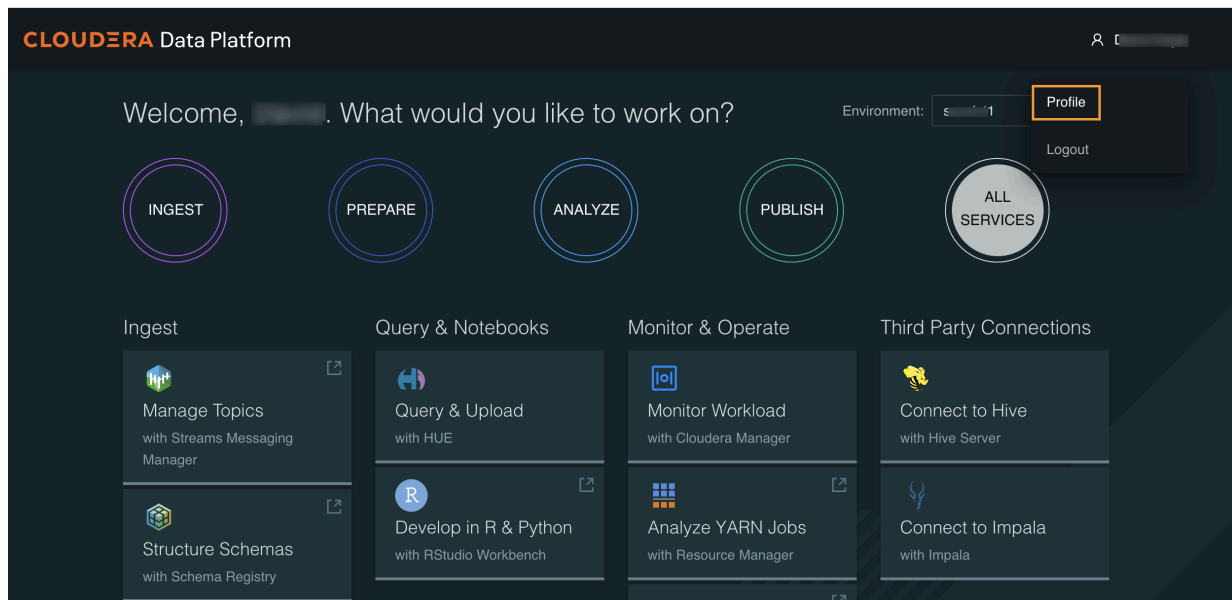 CLOUDERA Data Platform
Welcome, . What would you like to work on?
Environment:
Profile
Logout
INGEST
PREPARE
ANALYZE
PUBLISH
ALL
SERVICES
Ingest
Manage Topics
with Streams Messaging
Manager
Structure Schemas
with Schema Registry
Query & Notebooks
Query & Upload
with HUE
R
Develop in R & Python
with RStudio Workbench
Monitor & Operate
Monitor Workload
with Cloudera Manager
Analyze YARN Jobs
with Resource Manager
Third Party Connections
Connect to Hive
with Hive Server
Connect to Impala
with Impala